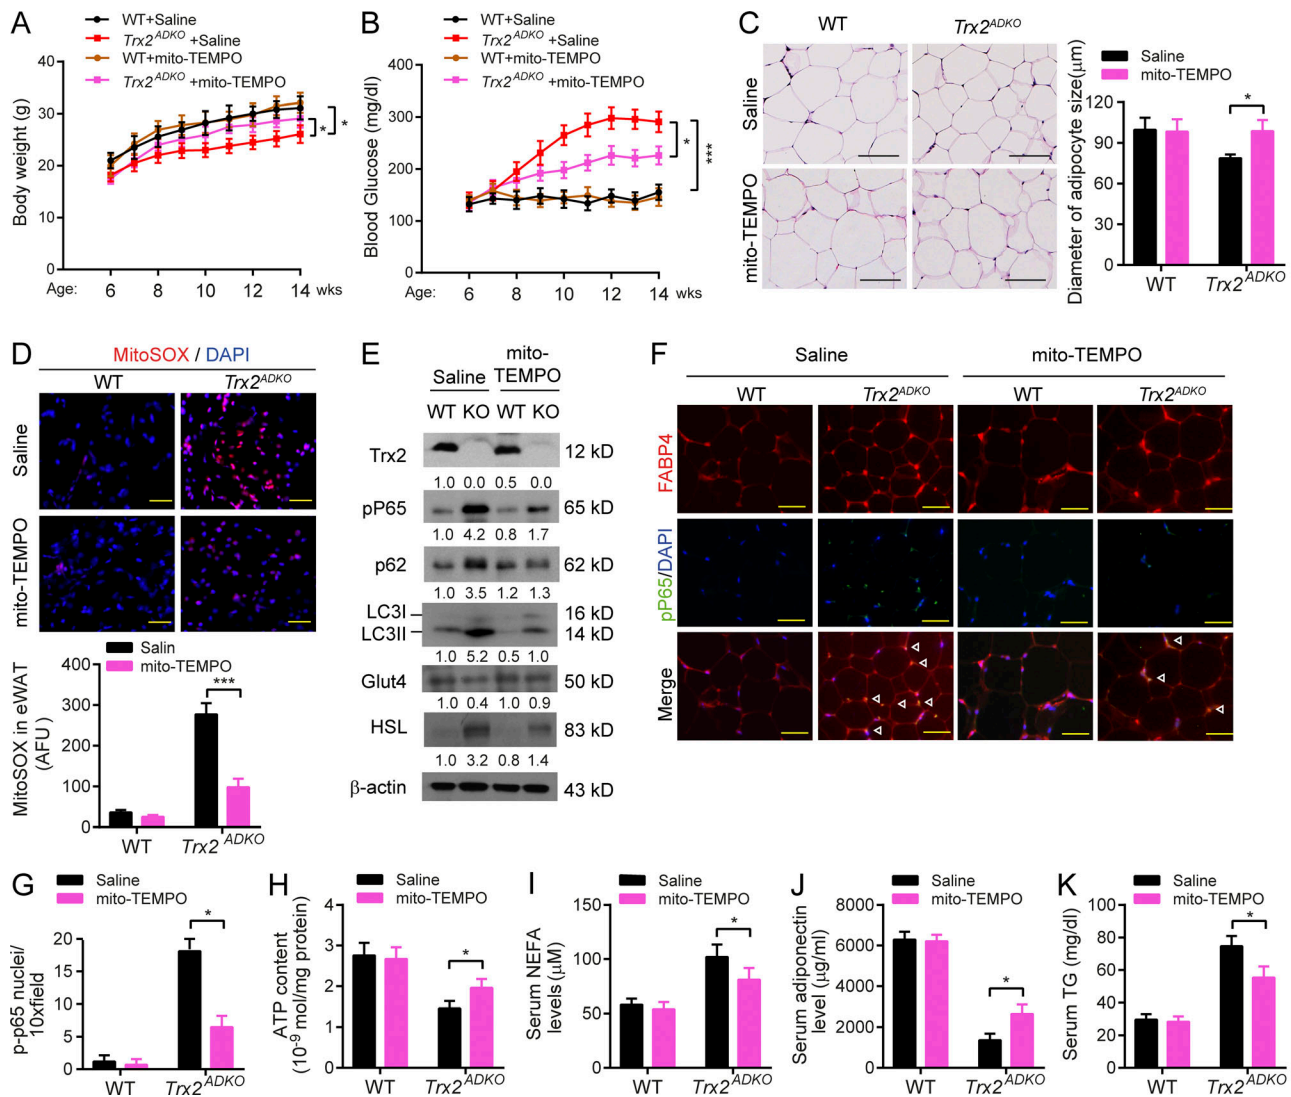 A
WT+Saline
Trx2ADKO +Saline
WT+mito-TEMPO
Trx2ADKO +mito-TEMPO
Body weight (g)
40
30
20
10
0
*
*
Age: 6 8 10 12 14 wks
B
WT+Saline
Trx2ADKO +Saline
WT+mito-TEMPO
Trx2ADKO +mito-TEMPO
Blood Glucose (mg/dl)
400
300
200
100
0
*
***
Age: 6 8 10 12 14 wks
C
WT Trx2ADKO
Saline
mito-TEMPO
Saline
mito-TEMPO
Diameter of adipocyte size(μm)
120
90
60
30
0
*
WT Trx2ADKO
D
MitoSOX / DAPI
WT Trx2ADKO
Saline
mito-TEMPO
Salin
mito-TEMPO
MitoSOX in eWAT
(AFU)
400
300
200
100
0
***
WT Trx2ADKO
E
mito-
Saline TEMPO
WT KO WT KO
Trx2 12 kD
1.0 0.0 0.5 0.0
pP65 65 kD
1.0 4.2 0.8 1.7
p62 62 kD
1.0 3.5 1.2 1.3
LC3I 16 kD
LC3II 14 kD
1.0 5.2 0.5 1.0
Glut4 50 kD
1.0 0.4 1.0 0.9
HSL 83 kD
1.0 3.2 0.8 1.4
β-actin 43 kD
F
Saline mito-TEMPO
WT Trx2ADKO WT Trx2ADKO
FABP4
pP65/DAPI
Merge
G
Saline
mito-TEMPO
p-p65 nuclei/
10xfield
20
15
10
5
0
*
WT Trx2ADKO
H
Saline
mito-TEMPO
ATP content
(10-9 mol/mg protein)
4
3
2
1
0
*
WT Trx2ADKO
I
Saline
mito-TEMPO
Serum NEFA
levels (μM)
150
100
50
0
*
WT Trx2ADKO
J
Saline
mito-TEMPO
Serum adiponectin
level (μg/ml)
8000
6000
4000
2000
0
*
WT Trx2ADKO
K
Saline
mito-TEMPO
Serum TG (mg/dl)
100
80
60
40
20
0
*
WT Trx2ADKO